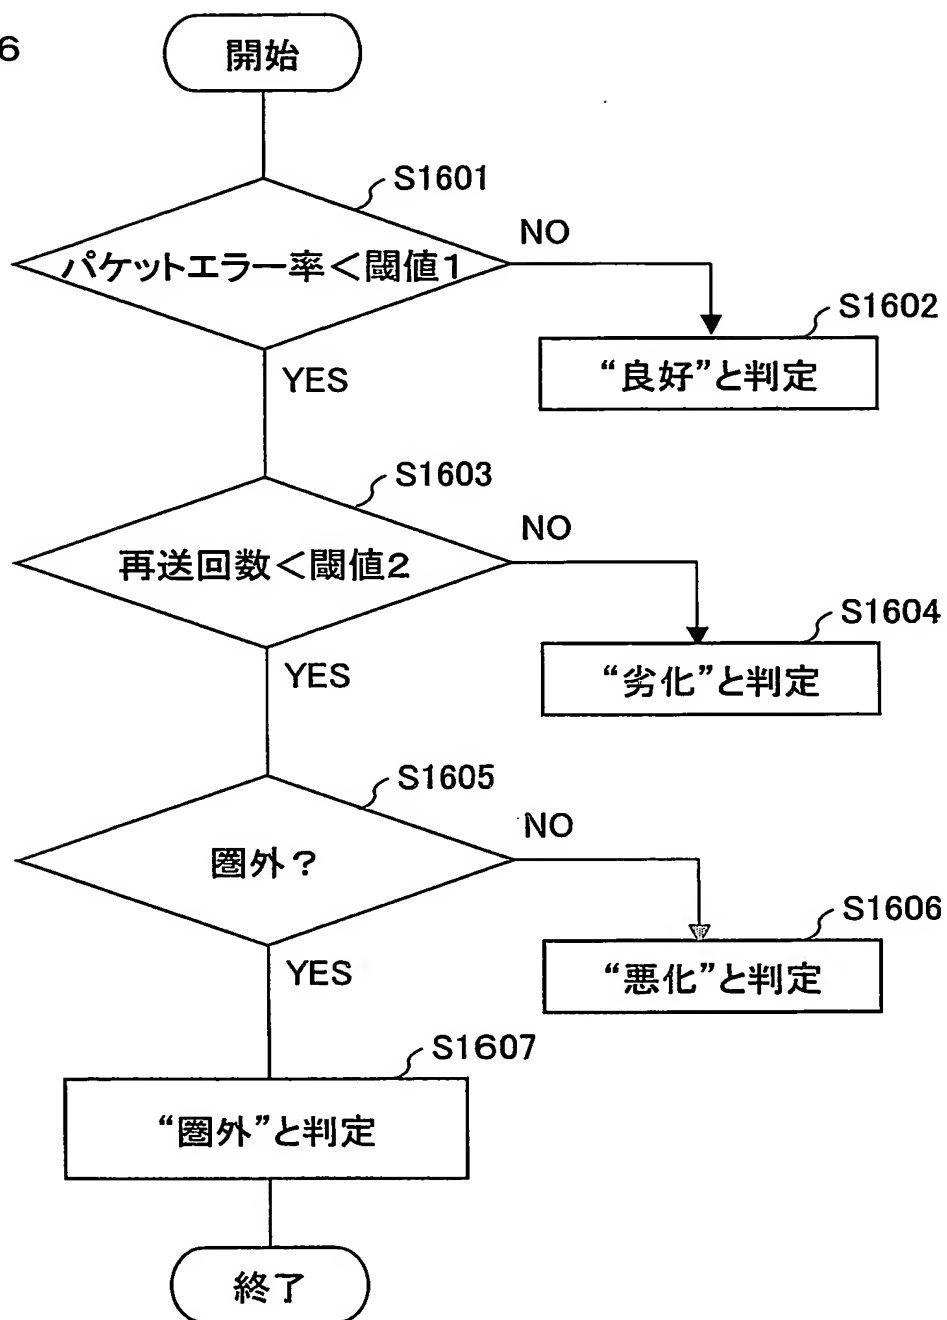 6
開始
S1601
パケットエラー率<閾値1
NO
S1602
“良好”と判定
YES
S1603
再送回数<閾値2
NO
S1604
“劣化”と判定
YES
S1605
圏外?
NO
S1606
“悪化”と判定
YES
S1607
“圏外”と判定
終了